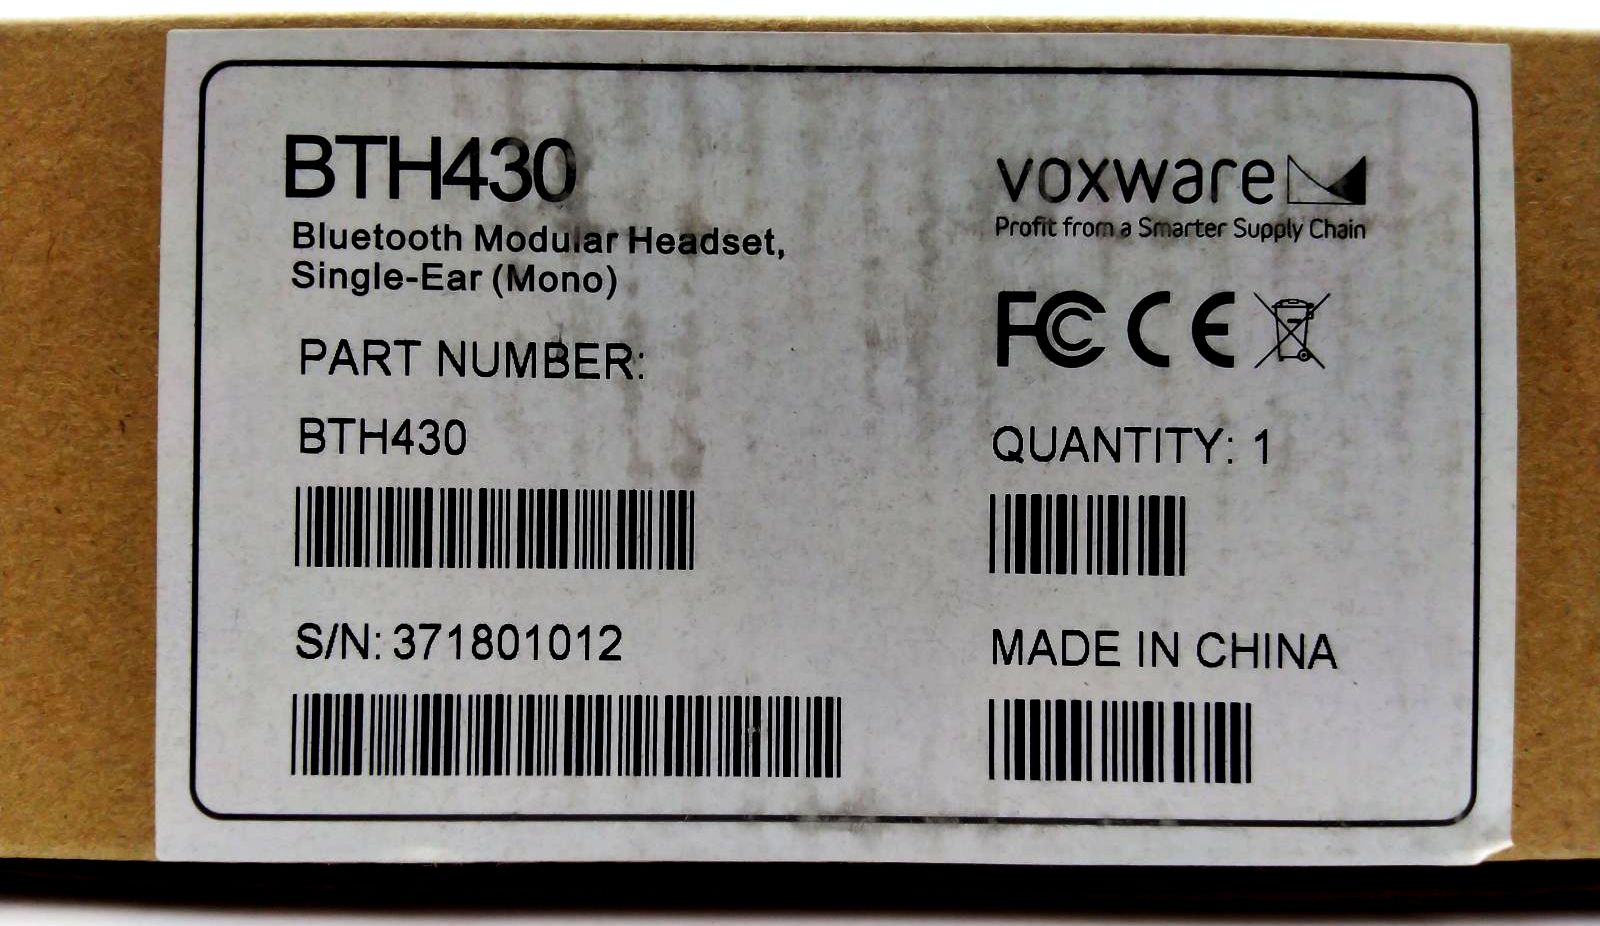 BTH430
Bluetooth Modular Headset,
Single-Ear (Mono)
PART NUMBER:
BTH430
S/N: 371801012
voxware
Profit from a Smarter Supply Chain
FC CE
QUANTITY: 1
MADE IN CHINA